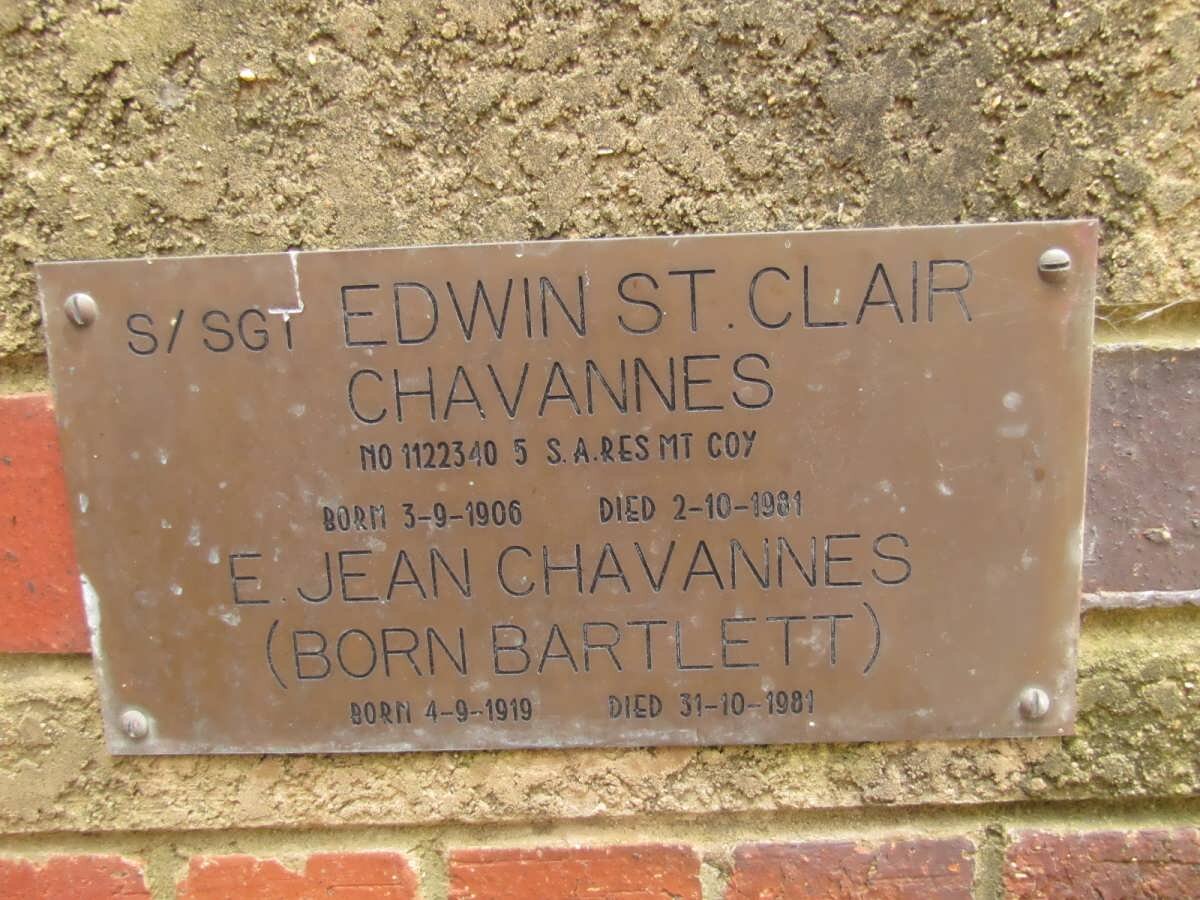 S/SGT EDWIN ST. CLAIR
CHAVANNES
NO 1122340 5 S.A.RES MT COY
BORN 3-9-1906 DIED 2-10-1981
E. JEAN CHAVANNES
(BORN BARTLETT)
BORN 4-9-1919 DIED 31-10-1981